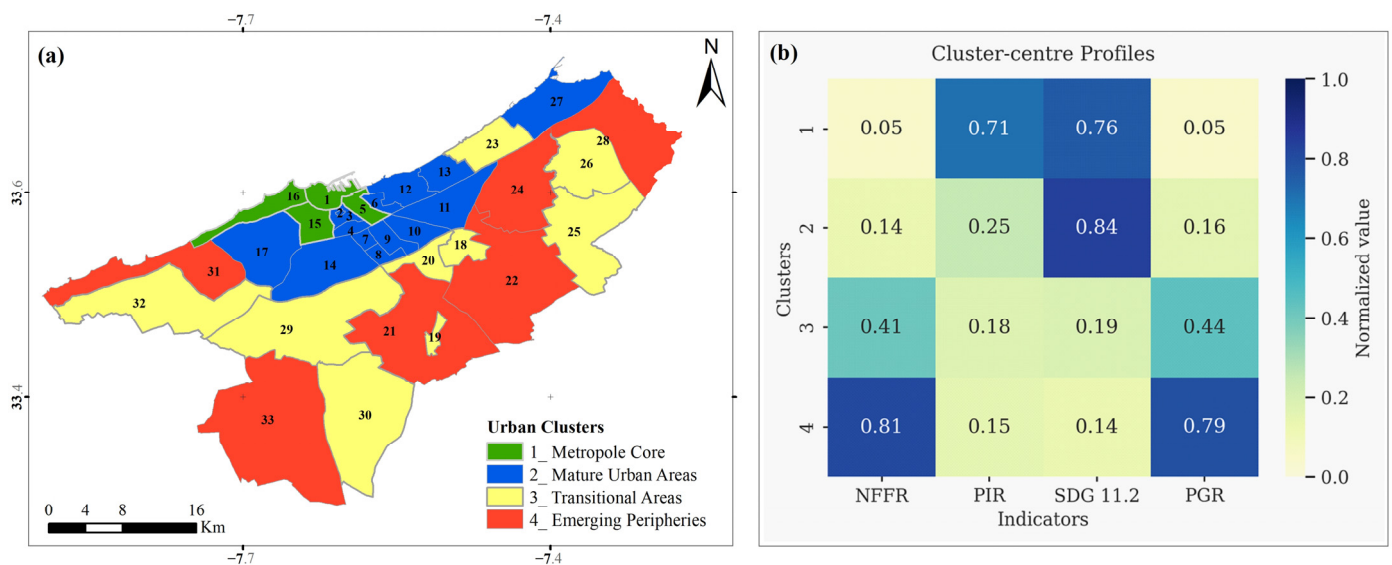 −7.7
−7.4
(a)
N
33.6
33.4
27
23
28
26
13
24
16
12
1
6
5
11
2
3
15
10
25
4
9
7
18
17
8
20
14
31
22
32
29
21
19
30
33
Urban Clusters
1_ Metropole Core
2_ Mature Urban Areas
3_ Transitional Areas
4_ Emerging Peripheries
0 4 8 16
Km
−7.7
−7.4
(b)
Cluster-centre Profiles
Clusters
1 0.05 0.71 0.76 0.05
2 0.14 0.25 0.84 0.16
3 0.41 0.18 0.19 0.44
4 0.81 0.15 0.14 0.79
NFFR PIR SDG 11.2 PGR
Indicators
1.0
0.8
0.6
0.4
0.2
0.0
Normalized value